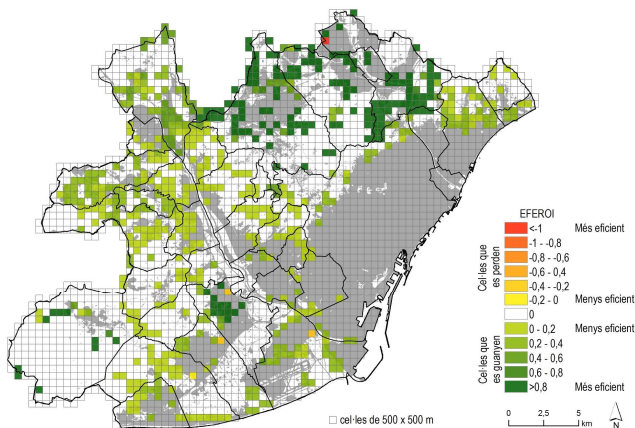 EFEROI
Cel·les que es perden
<-1 Més eficient
-1 - -0,8
-0,8 - -0,6
-0,6 - 0,4
-0,4 - -0,2
-0,2 - 0 Menys eficient
0
Cel·les que es guanyen
0 - 0,2 Menys eficient
0,2 - 0,4
0,4 - 0,6
0,6 - 0,8
>0,8 Més eficient
cel·les de 500 x 500 m
0 2,5 5
km
N